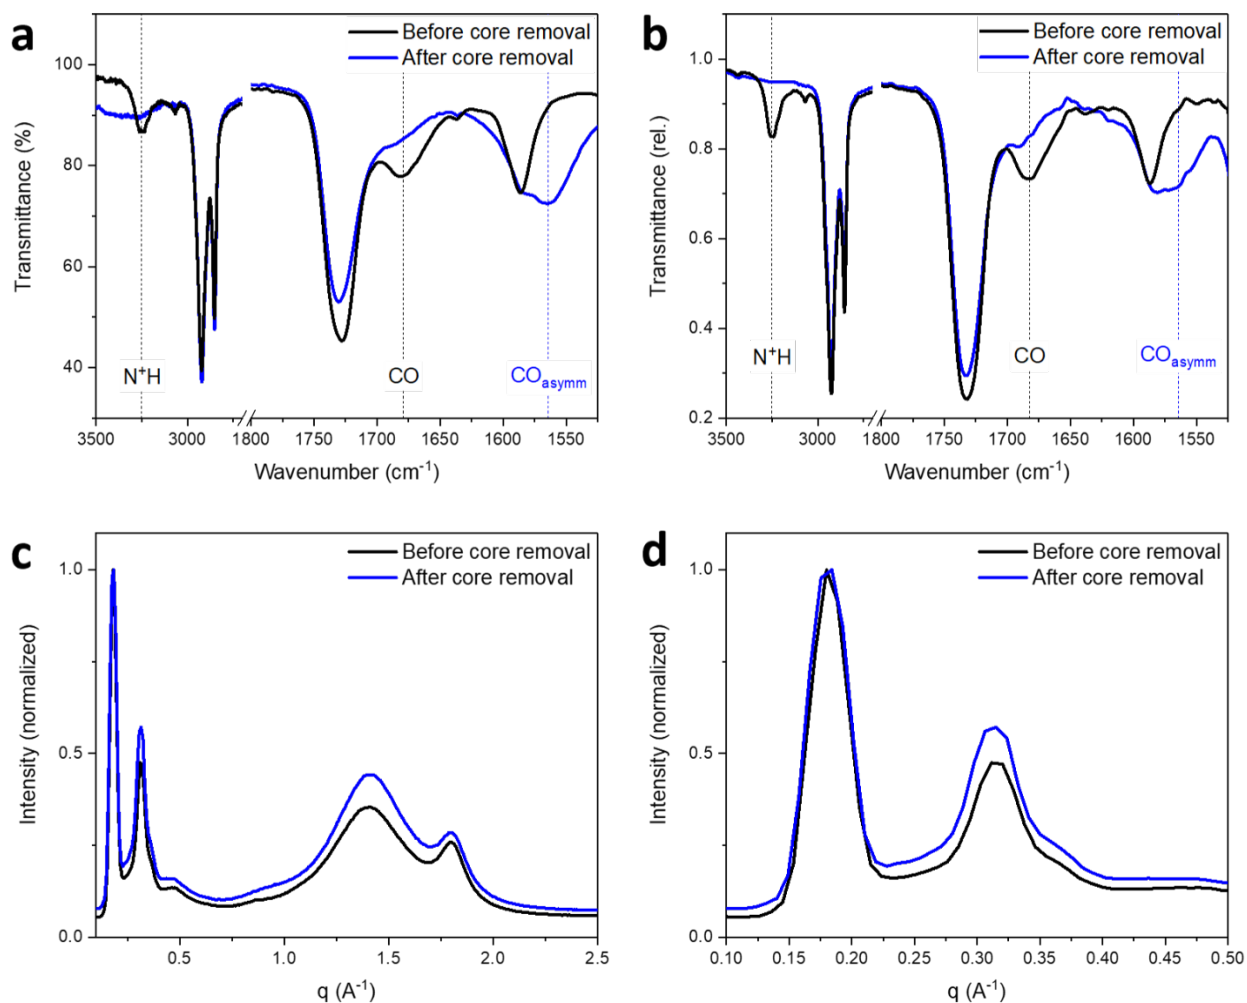 a
Before core removal
After core removal
100
80
60
40
Transmittance (%)
N⁺H
CO
CO_asymm
3500 3000 2800 1800 1750 1700 1650 1600 1550
Wavenumber (cm⁻¹)
b
Before core removal
After core removal
1.0
0.8
0.6
0.4
0.2
Transmittance (rel.)
N⁺H
CO
CO_asymm
3500 3000 2800 1800 1750 1700 1650 1600 1550
Wavenumber (cm⁻¹)
c
Before core removal
After core removal
1.0
0.5
0.0
Intensity (normalized)
0.5 1.0 1.5 2.0 2.5
q (A⁻¹)
d
Before core removal
After core removal
1.0
0.5
0.0
Intensity (normalized)
0.10 0.15 0.20 0.25 0.30 0.35 0.40 0.45 0.50
q (A⁻¹)